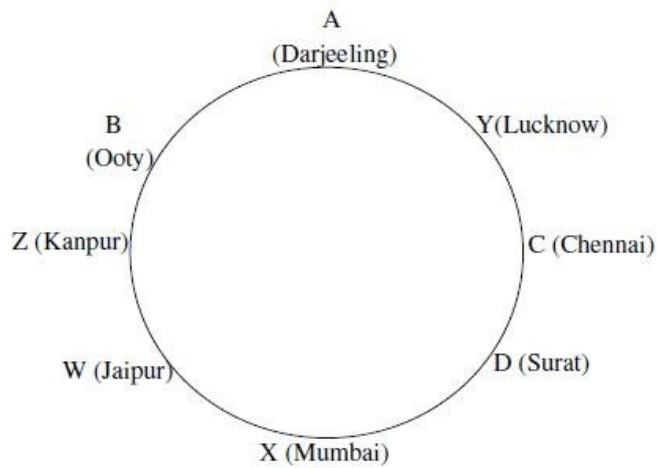 A
(Darjeeling)
B
(Ooty)
Y(Lucknow)
Z (Kanpur)
C (Chennai)
W (Jaipur)
D (Surat)
X (Mumbai)